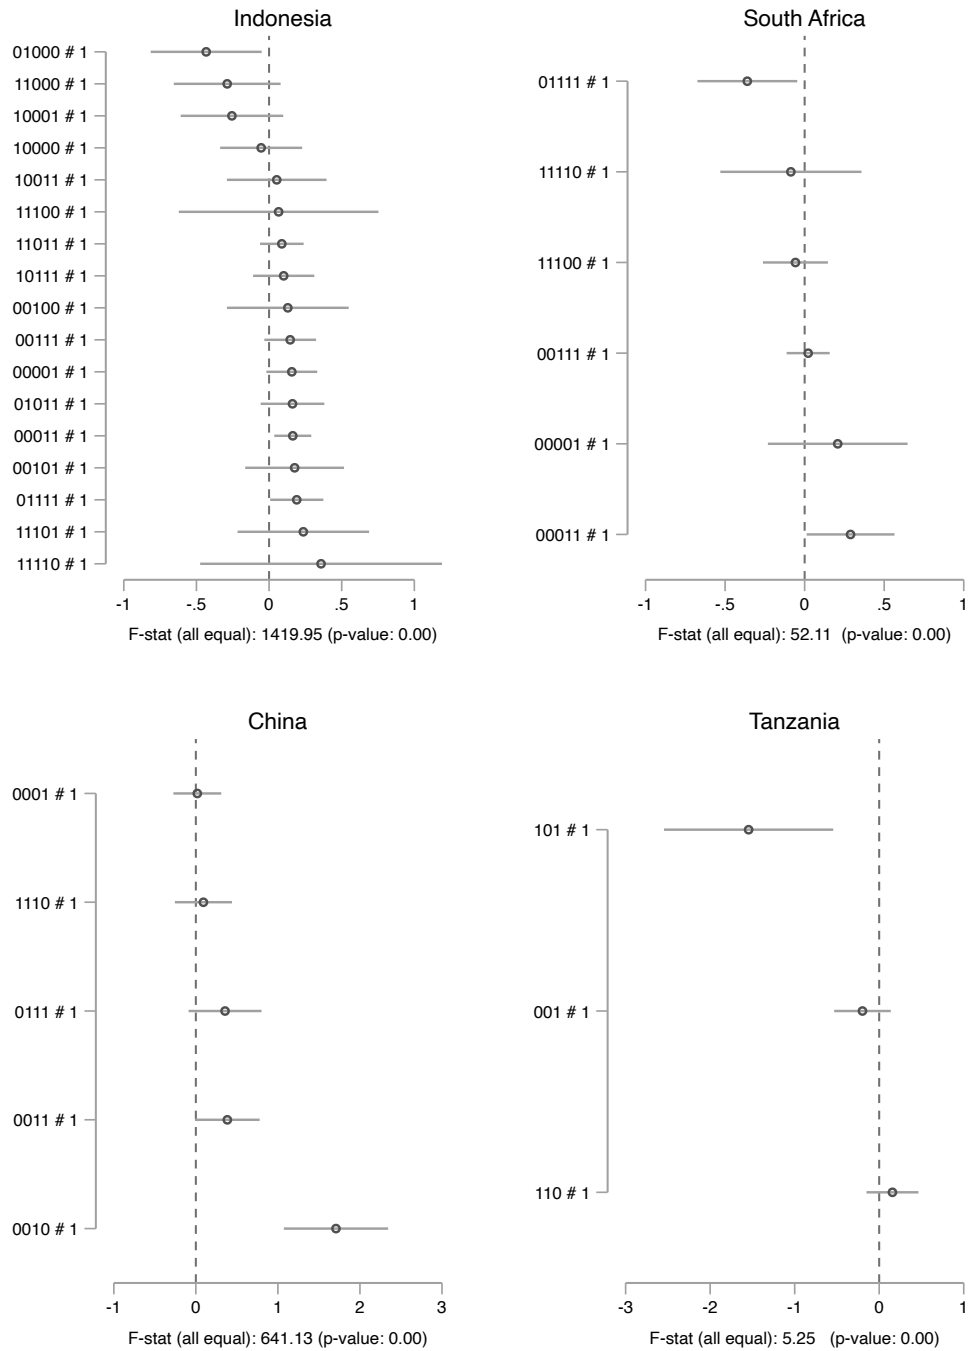 Indonesia
01000 # 1
11000 # 1
10001 # 1
10000 # 1
10011 # 1
11100 # 1
11011 # 1
10111 # 1
00100 # 1
00111 # 1
00001 # 1
01011 # 1
00011 # 1
00101 # 1
01111 # 1
11101 # 1
11110 # 1
-1 -.5 0 .5 1
F-stat (all equal): 1419.95 (p-value: 0.00)
South Africa
01111 # 1
11110 # 1
11100 # 1
00111 # 1
00001 # 1
00011 # 1
-1 -.5 0 .5 1
F-stat (all equal): 52.11 (p-value: 0.00)
China
0001 # 1
1110 # 1
0111 # 1
0011 # 1
0010 # 1
-1 0 1 2 3
F-stat (all equal): 641.13 (p-value: 0.00)
Tanzania
101 # 1
001 # 1
110 # 1
-3 -2 -1 0 1
F-stat (all equal): 5.25 (p-value: 0.00)